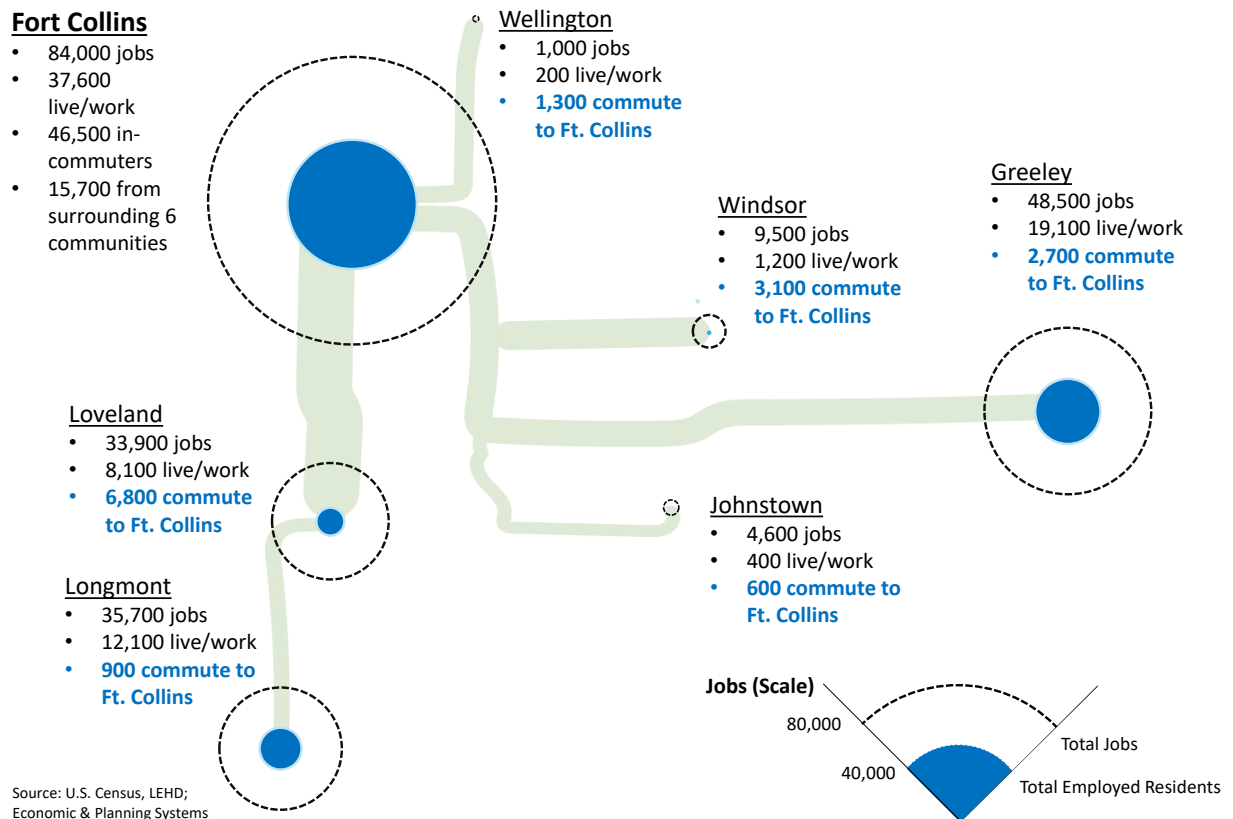 Fort Collins
• 84,000 jobs
• 37,600
live/work
• 46,500 in-
commuters
• 15,700 from
surrounding 6
communities
Wellington
• 1,000 jobs
• 200 live/work
• 1,300 commute
to Ft. Collins
Windsor
• 9,500 jobs
• 1,200 live/work
• 3,100 commute
to Ft. Collins
Greeley
• 48,500 jobs
• 19,100 live/work
• 2,700 commute
to Ft. Collins
Loveland
• 33,900 jobs
• 8,100 live/work
• 6,800 commute
to Ft. Collins
Johnstown
• 4,600 jobs
• 400 live/work
• 600 commute to
Ft. Collins
Longmont
• 35,700 jobs
• 12,100 live/work
• 900 commute to
Ft. Collins
Jobs (Scale)
80,000
40,000
Total Jobs
Total Employed Residents
Source: U.S. Census, LEHD;
Economic & Planning Systems